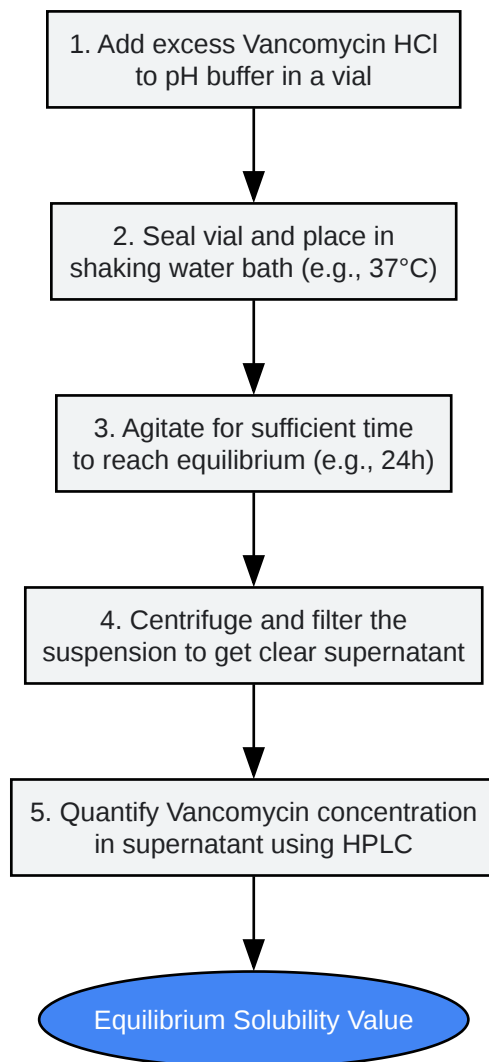 1. Add excess Vancomycin HCl
to pH buffer in a vial
2. Seal vial and place in
shaking water bath (e.g., 37°C)
3. Agitate for sufficient time
to reach equilibrium (e.g., 24h)
4. Centrifuge and filter the
suspension to get clear supernatant
5. Quantify Vancomycin concentration
in supernatant using HPLC
Equilibrium Solubility Value